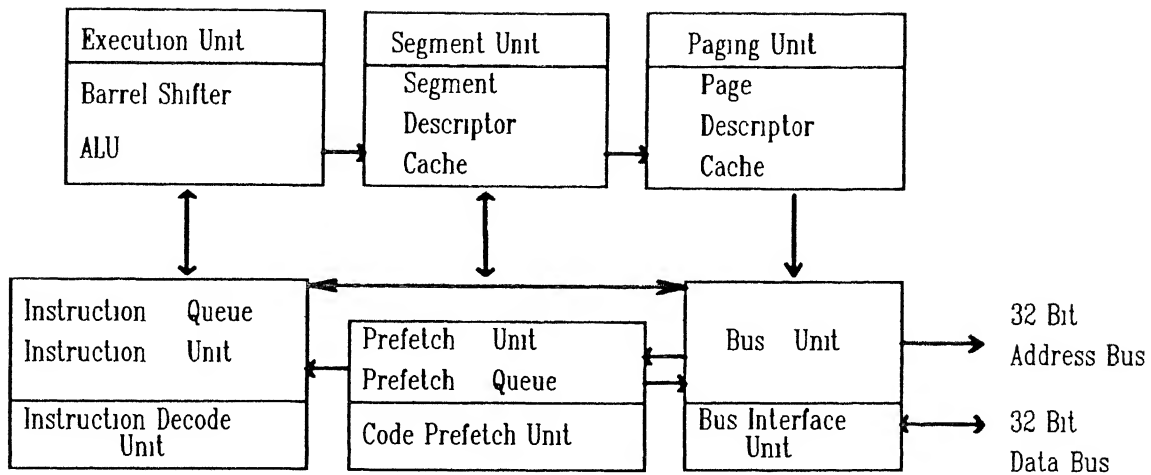 Execution Unit
Barrel Shifter
ALU
Segment Unit
Segment
Descriptor
Cache
Paging Unit
Page
Descriptor
Cache
Instruction Queue
Instruction Unit
Instruction Decode
Unit
Prefetch Unit
Prefetch Queue
Code Prefetch Unit
Bus Unit
Bus Interface
Unit
32 Bit
Address Bus
32 Bit
Data Bus